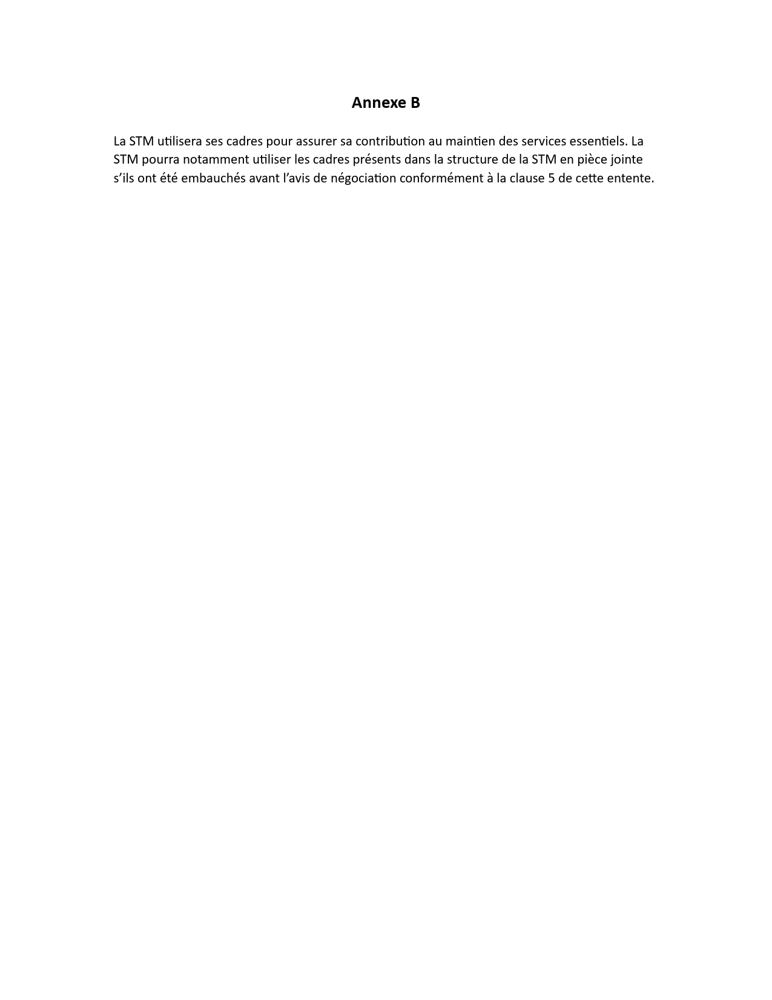 Annexe B
La STM utilisera ses cadres pour assurer sa contribution au maintien des services essentiels. La
STM pourra notamment utiliser les cadres présents dans la structure de la STM en pièce jointe
s’ils ont été embauchés avant l’avis de négociation conformément à la clause 5 de cette entente.